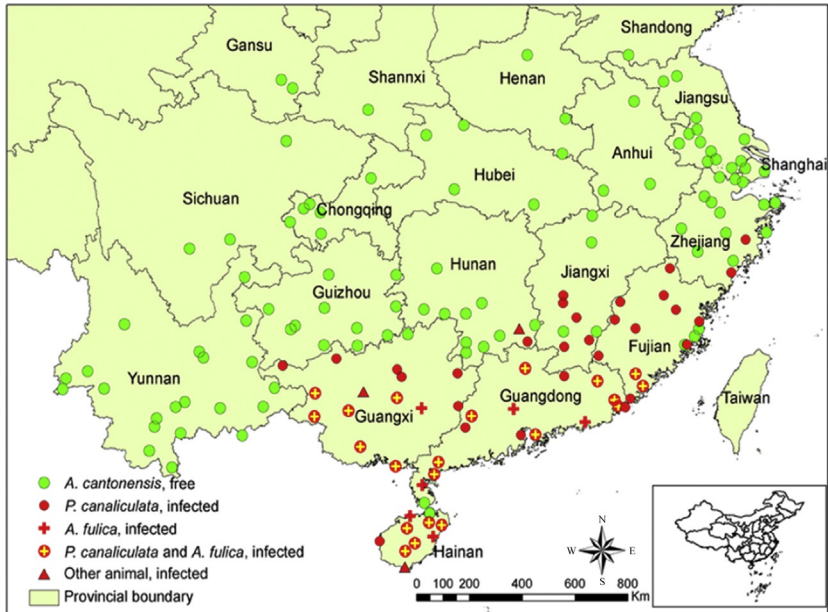 Shandong
Gansu
Shannxi
Henan
Jiangsu
Anhui
Shanghai
Hubei
Sichuan
Chongqing
Zhejiang
Hunan
Jiangxi
Guizhou
Fujian
Yunnan
Guangdong
Taiwan
Guangxi
A. cantonensis, free
P. canaliculata, infected
A. fulica, infected
P. canaliculata and A. fulica, infected
Other animal, infected
Provincial boundary
Hainan
N
W E
S
0 100 200 400 600 800
Km